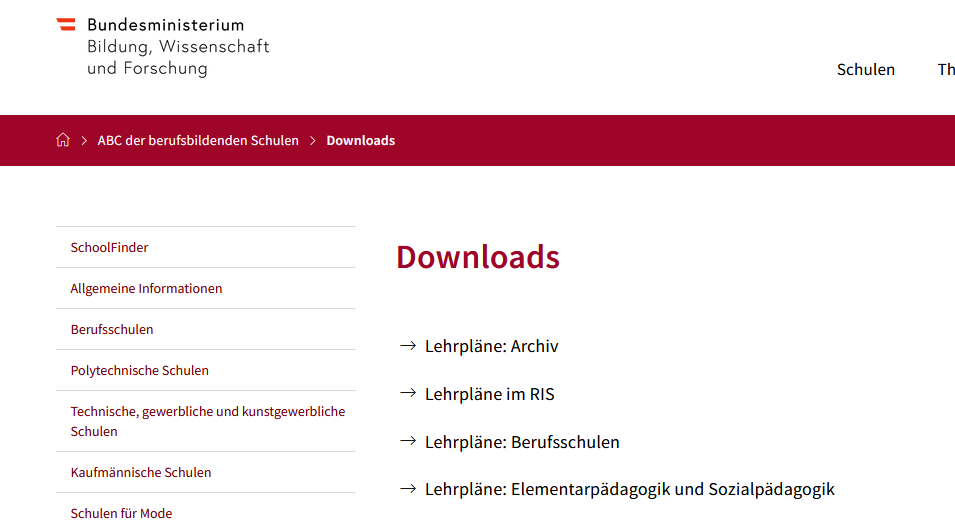 Bundesministerium
Bildung, Wissenschaft
und Forschung
Schulen
ABC der berufsbildenden Schulen
Downloads
SchoolFinder
Allgemeine Informationen
Berufsschulen
Polytechnische Schulen
Technische, gewerbliche und kunstgewerbliche
Schulen
Kaufmännische Schulen
Schulen für Mode
Downloads
Lehrpläne: Archiv
Lehrpläne im RIS
Lehrpläne: Berufsschulen
Lehrpläne: Elementarpädagogik und Sozialpädagogik